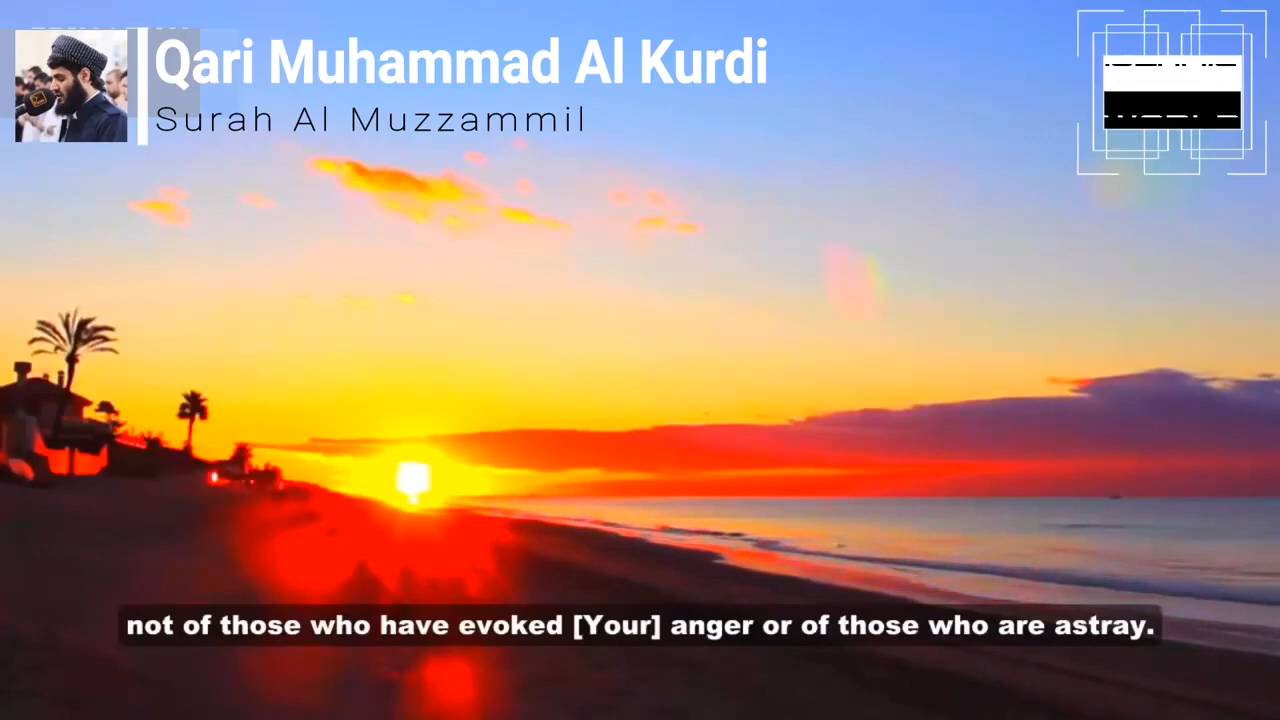 Qari Muhammad Al Kurdi
Surah Al Muzzammil
not of those who have evoked [Your] anger or of those who are astray.